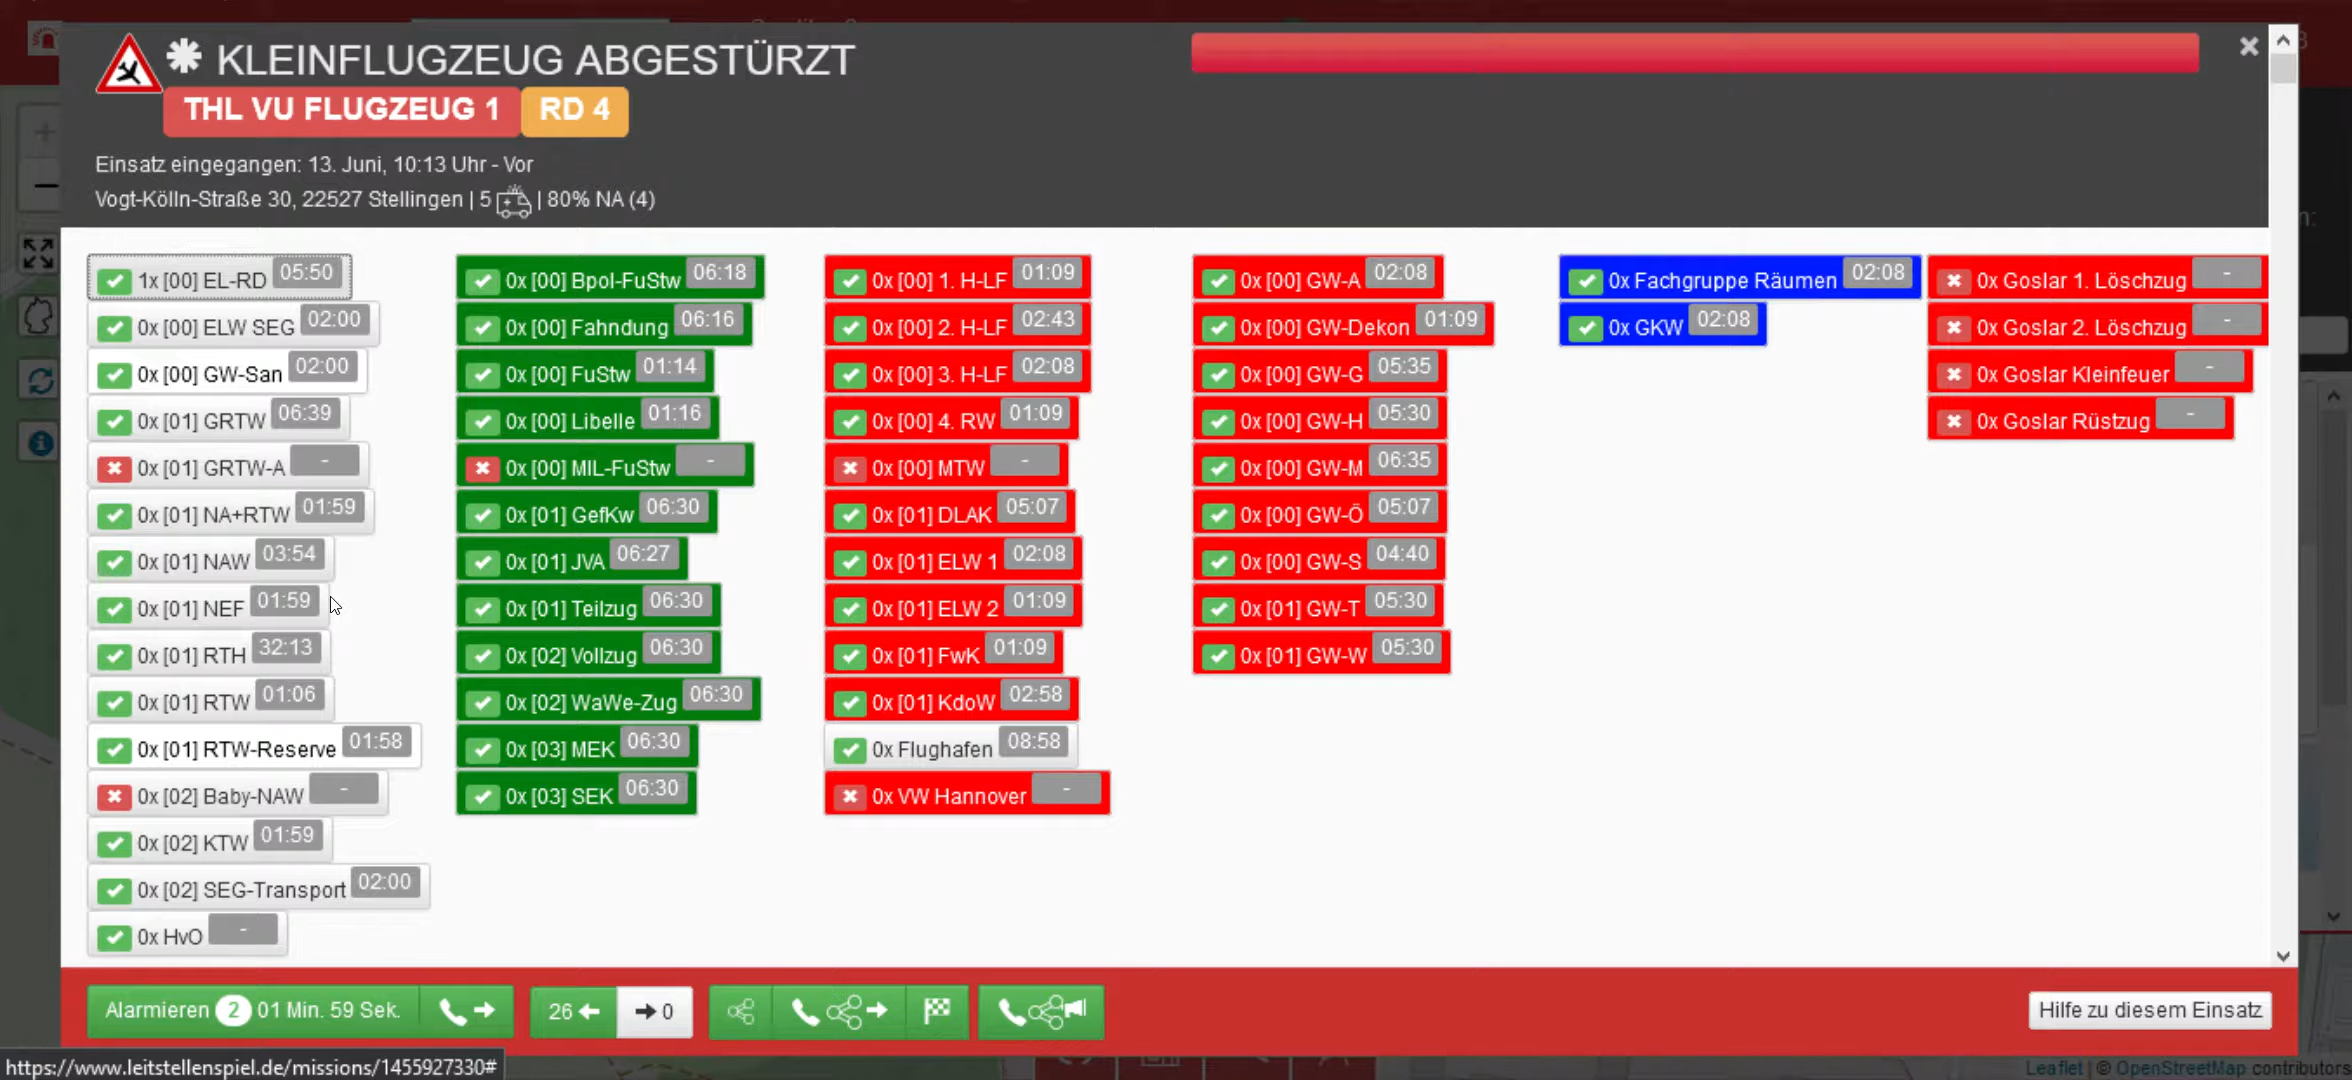 KLEINFLUGZEUG ABGESTÜRZT
THL VU FLUGZEUG 1 RD 4
Einsatz eingegangen: 13. Juni, 10:13 Uhr - Vor
Vogt-Kölln-Straße 30, 22527 Stellingen | 5 | 80% NA (4)
1x [00] EL-RD 05:50
0x [00] ELW SEG 02:00
0x [00] GW-San 02:00
0x [01] GRTW 06:39
0x [01] GRTW-A -
0x [01] NA+RTW 01:59
0x [01] NAW 03:54
0x [01] NEF 01:59
0x [01] RTH 32:13
0x [01] RTW 01:06
0x [01] RTW-Reserve 01:58
0x [02] Baby-NAW -
0x [02] KTW 01:59
0x [02] SEG-Transport 02:00
0x HvO -
0x [00] Bpol-FuStw 06:18
0x [00] Fahndung 06:16
0x [00] FuStw 01:14
0x [00] Libelle 01:16
0x [00] MIL-FuStw -
0x [01] GefKw 06:30
0x [01] JVA 06:27
0x [01] Teilzug 06:30
0x [02] Vollzug 06:30
0x [02] WaWe-Zug 06:30
0x [03] MEK 06:30
0x [03] SEK 06:30
0x [00] 1. H-LF 01:09
0x [00] 2. H-LF 02:43
0x [00] 3. H-LF 02:08
0x [00] 4. RW 01:09
0x [00] MTW -
0x [01] DLAK 05:07
0x [01] ELW 1 02:08
0x [01] ELW 2 01:09
0x [01] FwK 01:09
0x [01] KdoW 02:58
0x Flughafen 08:58
0x VW Hannover -
0x [00] GW-A 02:08
0x [00] GW-Dekon 01:09
0x [00] GW-G 05:35
0x [00] GW-H 05:30
0x [00] GW-M 06:35
0x [00] GW-Ö 05:07
0x [00] GW-S 04:40
0x [01] GW-T 05:30
0x [01] GW-W 05:30
0x Fachgruppe Räumen 02:08
0x GKW 02:08
0x Goslar 1. Löschzug -
0x Goslar 2. Löschzug -
0x Goslar Kleinfeuer -
0x Goslar Rüstzug -
Alarmieren 2 01 Min. 59 Sek.
26
0
Hilfe zu diesem Einsatz
https://www.leitstellenspiel.de/missions/1455927330#
Leaflet | © OpenStreetMap contributors